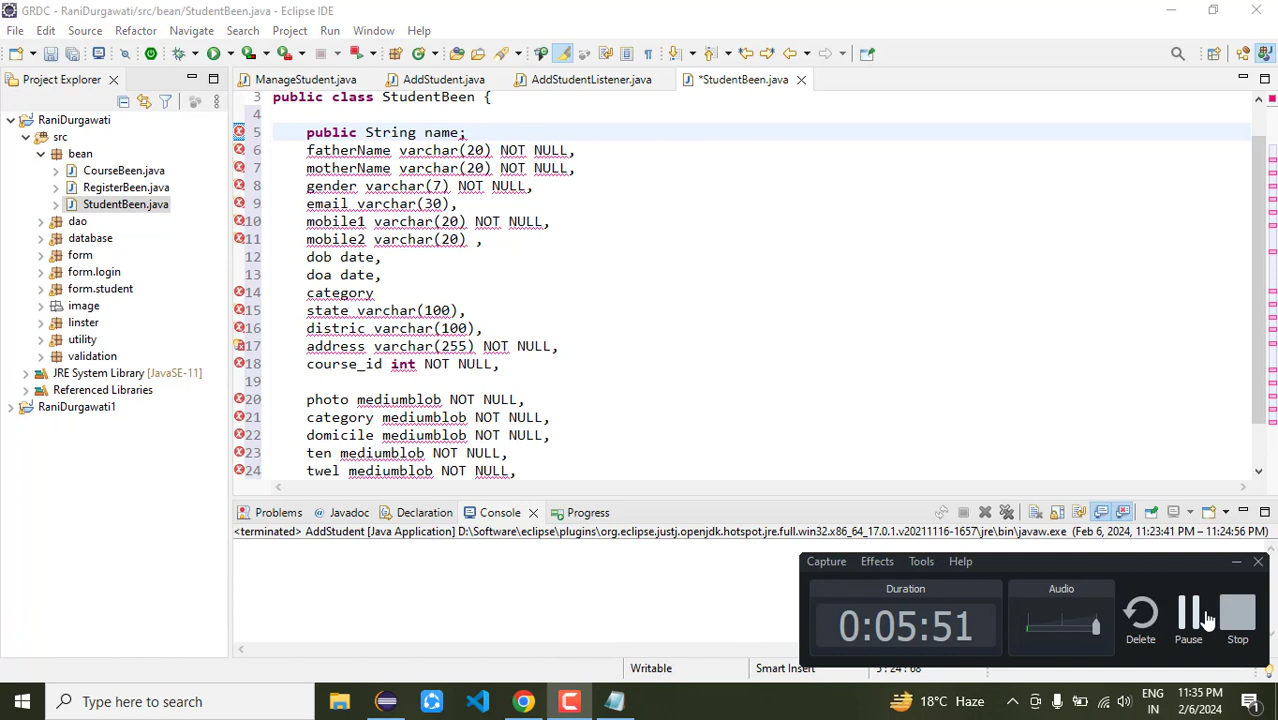 GRDC - RaniDurgawati/src/bean/StudentBeen.java - Eclipse IDE
File Edit Source Refactor Navigate Search Project Run Window Help
Project Explorer
ManageStudent.java AddStudent.java AddStudentListener.java *StudentBeen.java
RaniDurgawati
src
bean
CourseBeen.java
RegisterBeen.java
StudentBeen.java
dao
database
form
form.login
form.student
image
linster
utility
validation
JRE System Library [JavaSE-11]
Referenced Libraries
RaniDurgawati1
3 public class StudentBeen {
4
5 public String name;
6 fatherName varchar(20) NOT NULL,
7 motherName varchar(20) NOT NULL,
8 gender varchar(7) NOT NULL,
9 email varchar(30),
10 mobile1 varchar(20) NOT NULL,
11 mobile2 varchar(20) ,
12 dob date,
13 doa date,
14 category
15 state varchar(100),
16 distric varchar(100),
17 address varchar(255) NOT NULL,
18 course_id int NOT NULL,
19
20 photo mediumblob NOT NULL,
21 category mediumblob NOT NULL,
22 domicile mediumblob NOT NULL,
23 ten mediumblob NOT NULL,
24 twel mediumblob NOT NULL,
Problems Javadoc Declaration Console Progress
<terminated> AddStudent [Java Application] D:\Software\eclipse\plugins\org.eclipse.justj.openjdk.hotspot.jre.full.win32.x86_64_17.0.1.v20211116-1657\jre\bin\javaw.exe (Feb 6, 2024, 11:23:41 PM – 11:24:56 PM)
Capture Effects Tools Help
Duration Audio
0:05:51
Delete Pause Stop
Writable Smart Insert 5 : 24 : 68
Type here to search
18°C Haze
ENG
IN
11:35 PM
2/6/2024
1